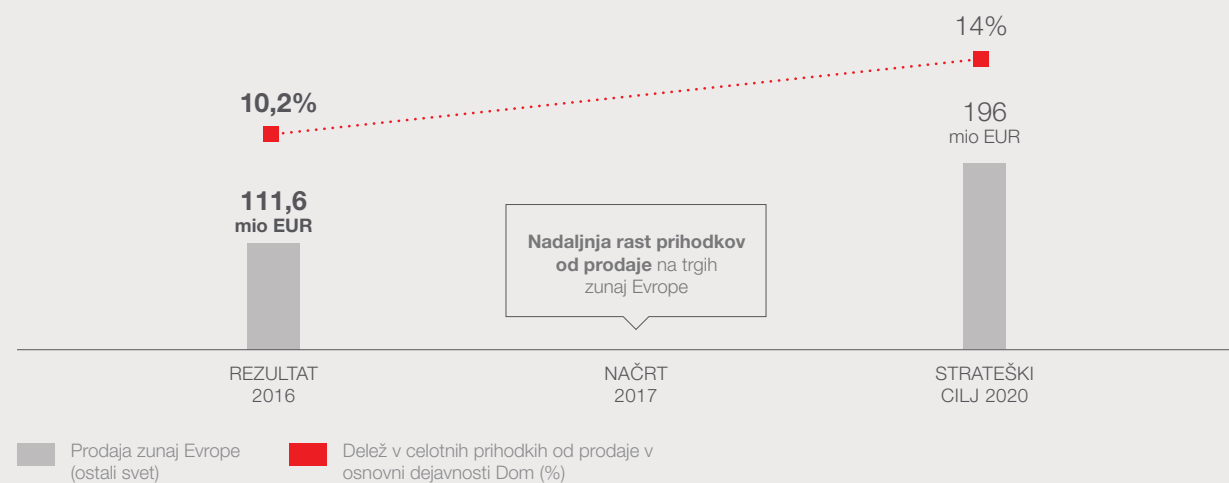 14%
10,2%
196
mio EUR
111,6
mio EUR
Nadaljnja rast prihodkov
od prodaje na trgih
zunaj Evrope
REZULTAT
2016
NAČRT
2017
STRATEŠKI
CILJ 2020
Prodaja zunaj Evrope
(ostali svet)
Delež v celotnih prihodkih od prodaje v
osnovni dejavnosti Dom (%)